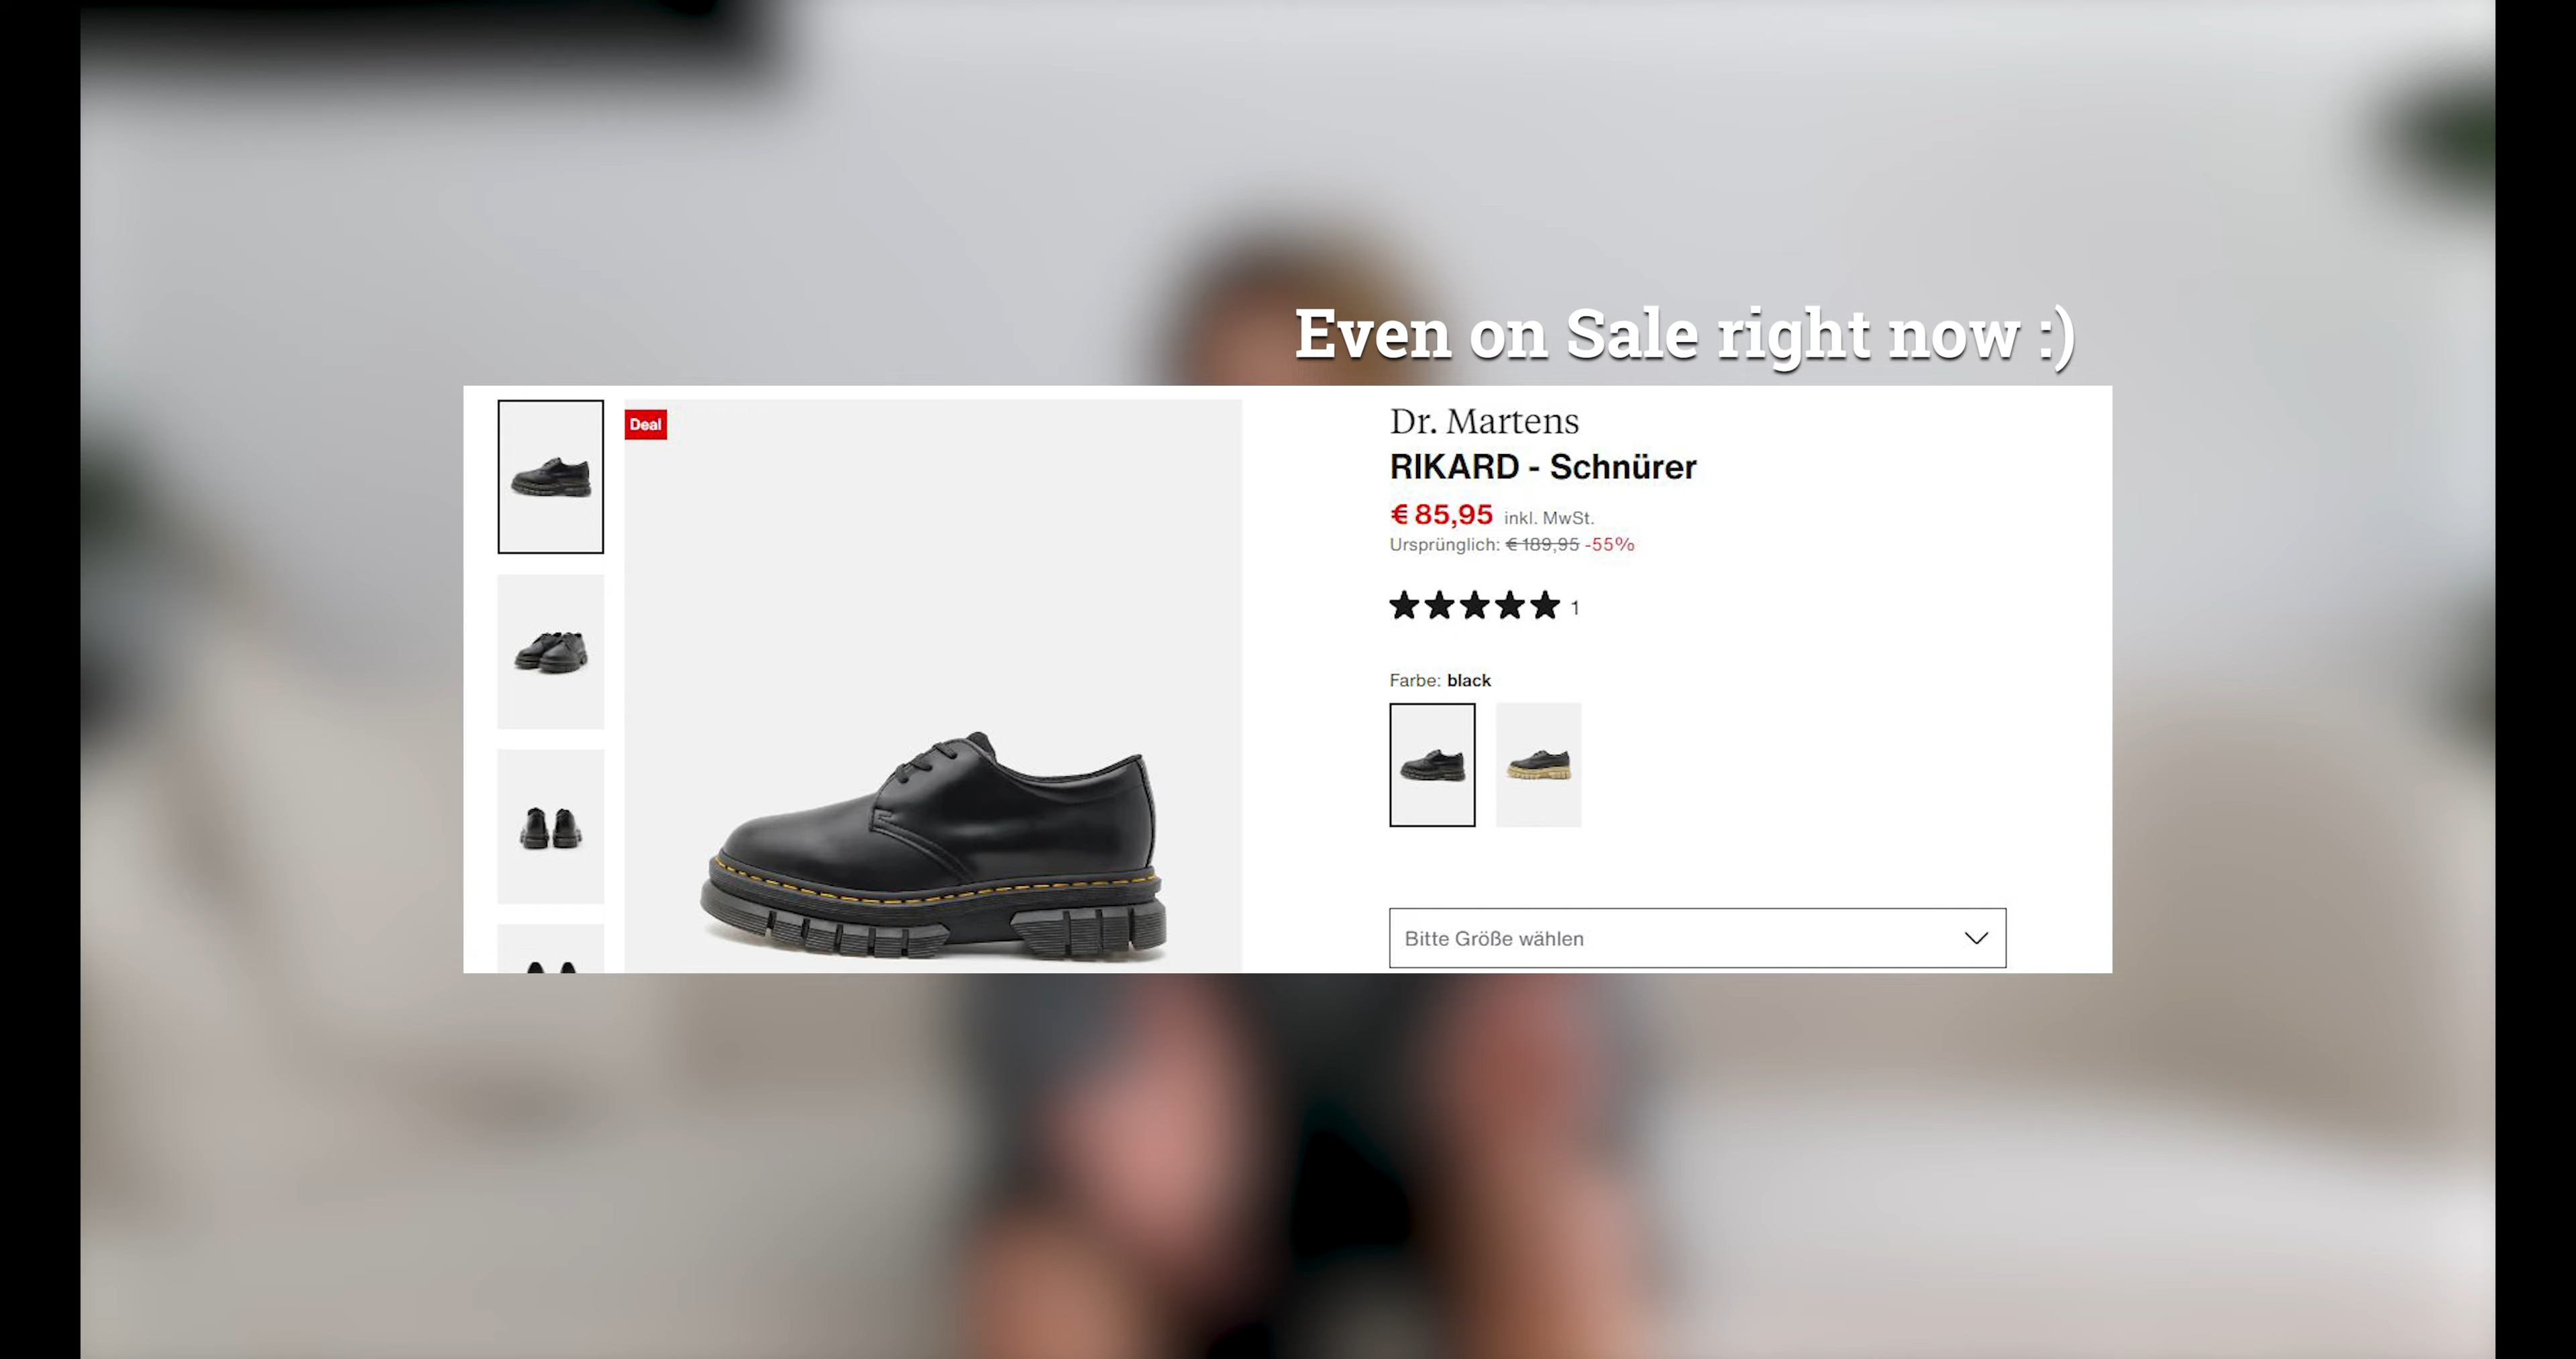 Even on Sale right now :)
Deal
Dr. Martens
RIKARD - Schnürer
€ 85,95 inkl. MwSt.
Ursprünglich: € 189,95 -55%
1
Farbe: black
Bitte Größe wählen